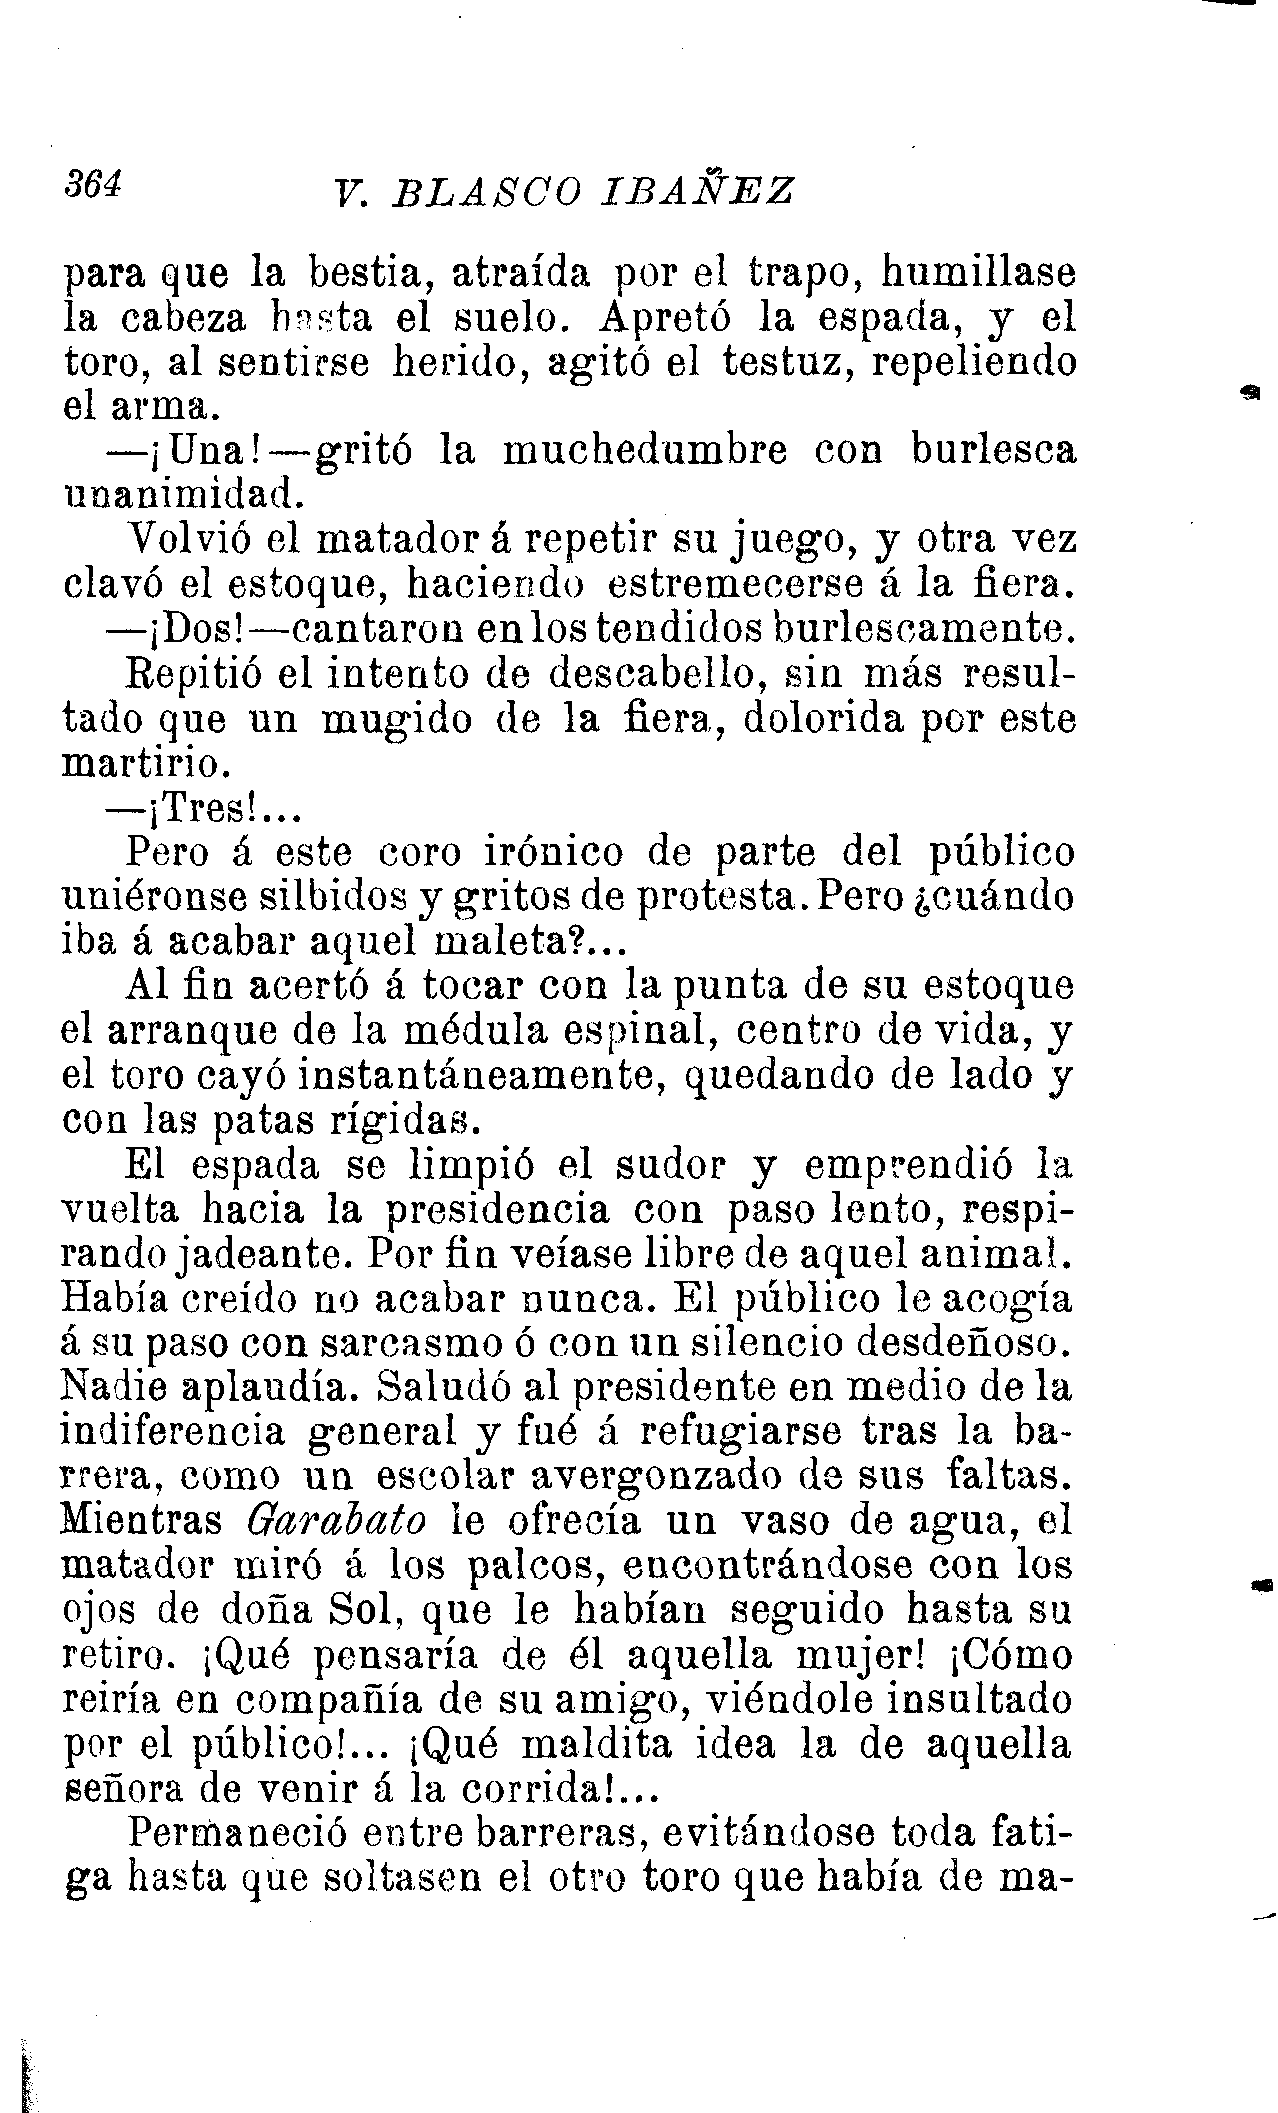 364
V. BLASCO IBAÑEZ
para que la bestia, atraída por el trapo, humillase
la cabeza hasta el suelo. Apretó la espada, y el
toro, al sentirse herido, agitó el testuz, repeliendo
el arma.
—¡Una!—gritó la muchedumbre con burlesca
unanimidad.
Volvió el matador á repetir su juego, y otra vez
clavó el estoque, haciendo estremecerse á la fiera.
—¡Dos!—cantaron en los tendidos burlescamente.
Repitió el intento de descabello, sin más resul-
tado que un mugido de la fiera, dolorida por este
martirio.
—¡Tres!...
Pero á este coro irónico de parte del público
uniéronse silbidos y gritos de protesta. Pero ¿cuándo
iba á acabar aquel maleta?...
Al fin acertó á tocar con la punta de su estoque
el arranque de la médula espinal, centro de vida, y
el toro cayó instantáneamente, quedando de lado y
con las patas rígidas.
El espada se limpió el sudor y emprendió la
vuelta hacia la presidencia con paso lento, respi-
rando jadeante. Por fin veíase libre de aquel animal.
Había creído no acabar nunca. El público le acogía
á su paso con sarcasmo ó con un silencio desdeñoso.
Nadie aplaudía. Saludó al presidente en medio de la
indiferencia general y fué á refugiarse tras la ba-
rrera, como un escolar avergonzado de sus faltas.
Mientras Garabato le ofrecía un vaso de agua, el
matador miró á los palcos, encontrándose con los
ojos de doña Sol, que le habían seguido hasta su
retiro. ¡Qué pensaría de él aquella mujer! ¡Cómo
reiría en compañía de su amigo, viéndole insultado
por el público!... ¡Qué maldita idea la de aquella
señora de venir á la corrida!...
Permaneció entre barreras, evitándose toda fati-
ga hasta que soltasen el otro toro que había de ma-